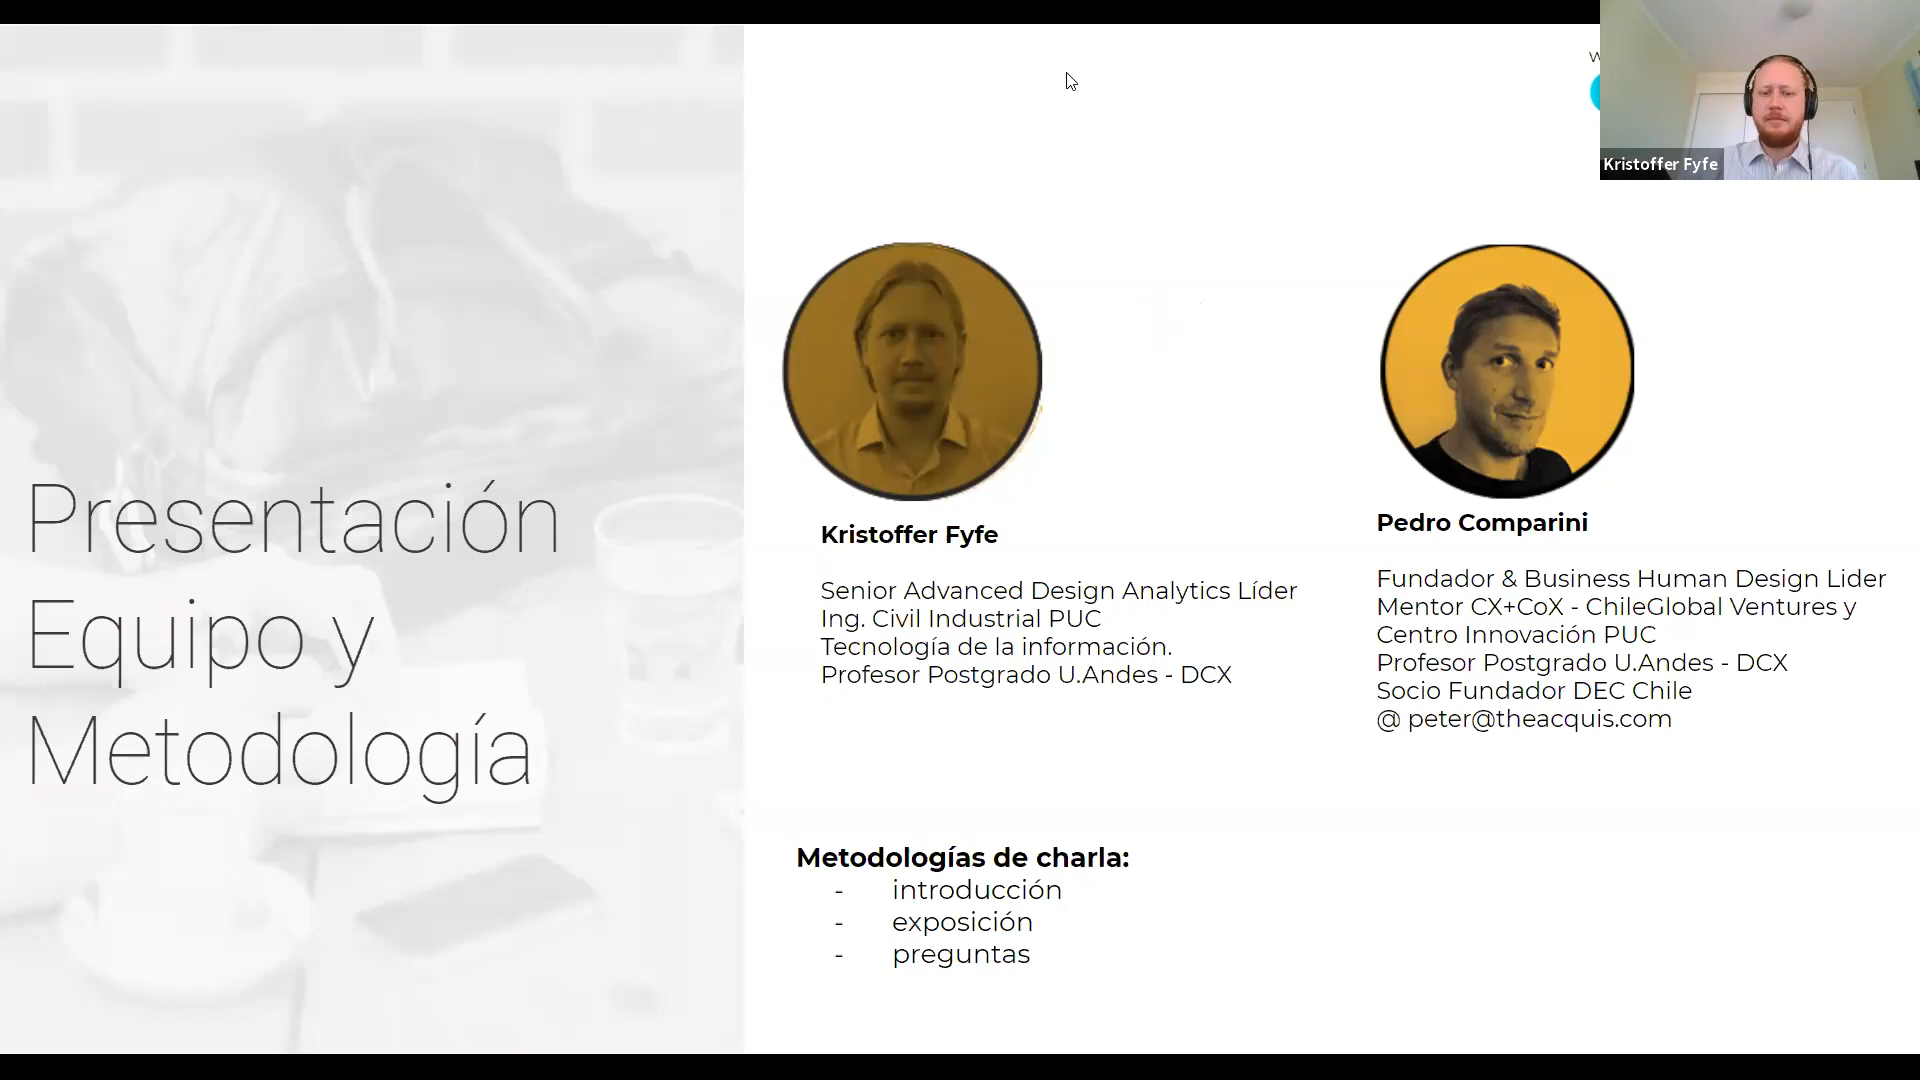 Presentación
Equipo y
Metodología
Kristoffer Fyfe
Kristoffer Fyfe
Senior Advanced Design Analytics Líder
Ing. Civil Industrial PUC
Tecnología de la información.
Profesor Postgrado U.Andes - DCX
Pedro Comparini
Fundador & Business Human Design Lider
Mentor CX+CoX - ChileGlobal Ventures y
Centro Innovación PUC
Profesor Postgrado U.Andes - DCX
Socio Fundador DEC Chile
@ peter@theacquis.com
Metodologías de charla:
- introducción
- exposición
- preguntas